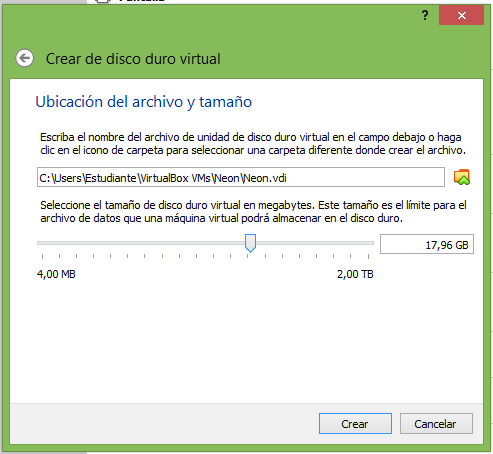 ?
Crear de disco duro virtual
Ubicación del archivo y tamaño
Escriba el nombre del archivo de unidad de disco duro virtual en el campo debajo o haga
clic en el icono de carpeta para seleccionar una carpeta diferente donde crear el archivo.
C:\Users\Estudiante\VirtualBox VMs\Neon\Neon.vdi
Seleccione el tamaño de disco duro virtual en megabytes. Este tamaño es el límite para el
archivo de datos que una máquina virtual podrá almacenar en el disco duro.
17,96 GB
4,00 MB 2,00 TB
Crear Cancelar